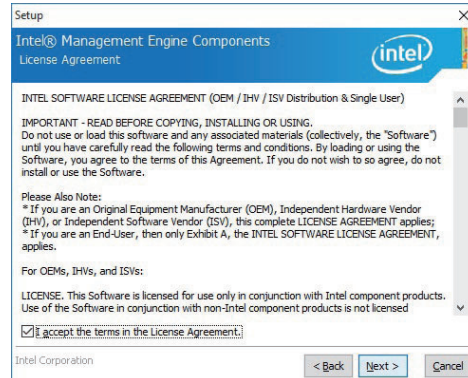 Setup
Intel® Management Engine Components
License Agreement
intel
INTEL SOFTWARE LICENSE AGREEMENT (OEM / IHV / ISV Distribution & Single User)
IMPORTANT - READ BEFORE COPYING, INSTALLING OR USING.
Do not use or load this software and any associated materials (collectively, the "Software")
until you have carefully read the following terms and conditions. By loading or using the
Software, you agree to the terms of this Agreement. If you do not wish to so agree, do not
install or use the Software.
Please Also Note:
* If you are an Original Equipment Manufacturer (OEM), Independent Hardware Vendor
(IHV), or Independent Software Vendor (ISV), this complete LICENSE AGREEMENT applies;
* If you are an End-User, then only Exhibit A, the INTEL SOFTWARE LICENSE AGREEMENT,
applies.
For OEMs, IHVs, and ISVs:
LICENSE. This Software is licensed for use only in conjunction with Intel component products.
Use of the Software in conjunction with non-Intel component products is not licensed
I accept the terms in the License Agreement.
Intel Corporation
< Back
Next >
Cancel